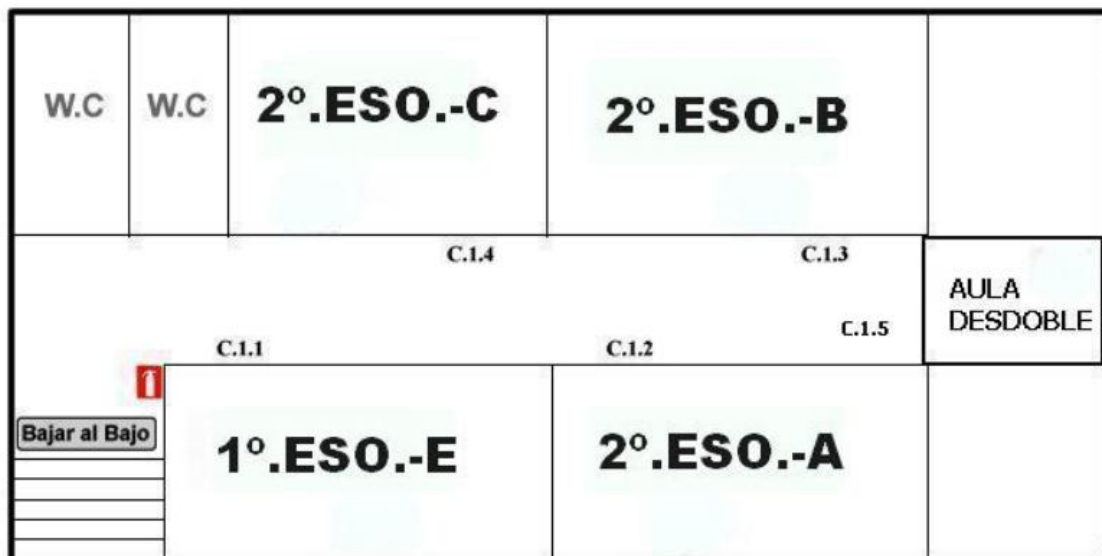 W.C
W.C
2º.ESO.-C
2º.ESO.-B
C.1.4
C.1.3
AULA
DESDOBLE
C.1.5
C.1.1
C.1.2
Bajar al Bajo
1º.ESO.-E
2º.ESO.-A